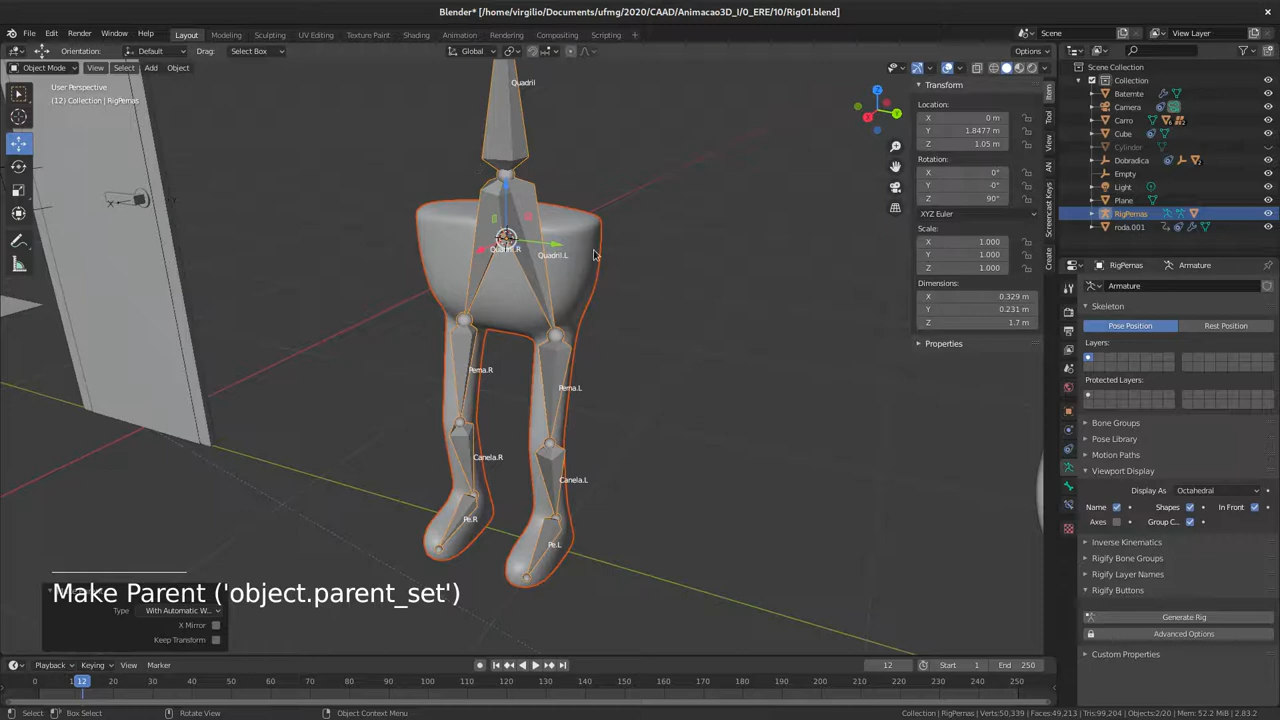 Blender* [/home/virgilio/Documents/ufmg/2020/CAAD/Animacao3D_I/0_ERE/10/Rig01.blend]
File Edit Render Window Help Layout Modeling Sculpting UV Editing Texture Paint Shading Animation Rendering Compositing Scripting Scene View Layer
Orientation: Default Drag: Select Box Global Options
Object Mode View Select Add Object
User Perspective
(12) Collection | RigPernas
Quadril
Quadril.L
Perna.R
Perna.L
Canela.R
Canela.L
Pe.R
Pe.L
Make Parent ('object.parent_set')
Type With Automatic W...
X Mirror
Keep Transform
Transform
Location:
X 0 m
Y 1.8477 m
Z 1.05 m
Rotation:
X 0°
Y -0°
Z 90°
XYZ Euler
Scale:
X 1.000
Y 1.000
Z 1.000
Dimensions:
X 0.329 m
Y 0.231 m
Z 1.7 m
Properties
Item
Tool
View
AN
Screencast Keys
Create
Scene Collection
Collection
Batente
Camera
Carro
Cube
Cylinder
Dobradica
Empty
Light
Plane
RigPernas
roda.001
RigPernas Armature
Armature
Skeleton
Pose Position Rest Position
Layers:
Protected Layers:
Bone Groups
Pose Library
Motion Paths
Viewport Display
Display As Octahedral
Name Shapes In Front
Axes Group C...
Inverse Kinematics
Rigify Bone Groups
Rigify Layer Names
Rigify Buttons
Generate Rig
Advanced Options
Custom Properties
Playback Keying View Marker 12 Start 1 End 250
0 12 20 30 40 50 60 70 80 90 100 110 120 130 140 150 160 170 180 190 200 210 220 230 240 250
Select Box Select Rotate View Object Context Menu Collection | RigPernas | Verts:50,339 | Faces:49,213 | Tris:99,204 | Objects:2/20 | Mem: 52.2 MiB | 2.83.2